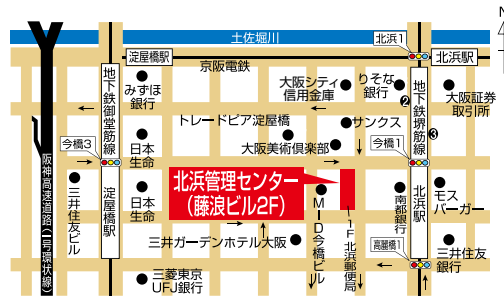 N
土佐堀川
北浜1
淀屋橋駅
北浜駅
京阪電鉄
地下鉄御堂筋線
みずほ
銀行
大阪シティ
信用金庫
りそな
銀行
❷
地下鉄堺筋線
大阪証券
取引所
トレードピア淀屋橋
サンクス
❸
今橋3
日本
生命
大阪美術倶楽部
今橋1
阪神高速道路(1号環状線)
三井住友ビル
淀屋橋駅
日本
生命
北浜管理センター
(藤浪ビル2F)
MID今橋ビル
1F 北浜郵便局
南都銀行
北浜駅
モス
バーガー
三井ガーデンホテル大阪
高麗橋1
三井住友
銀行
三菱東京
UFJ銀行